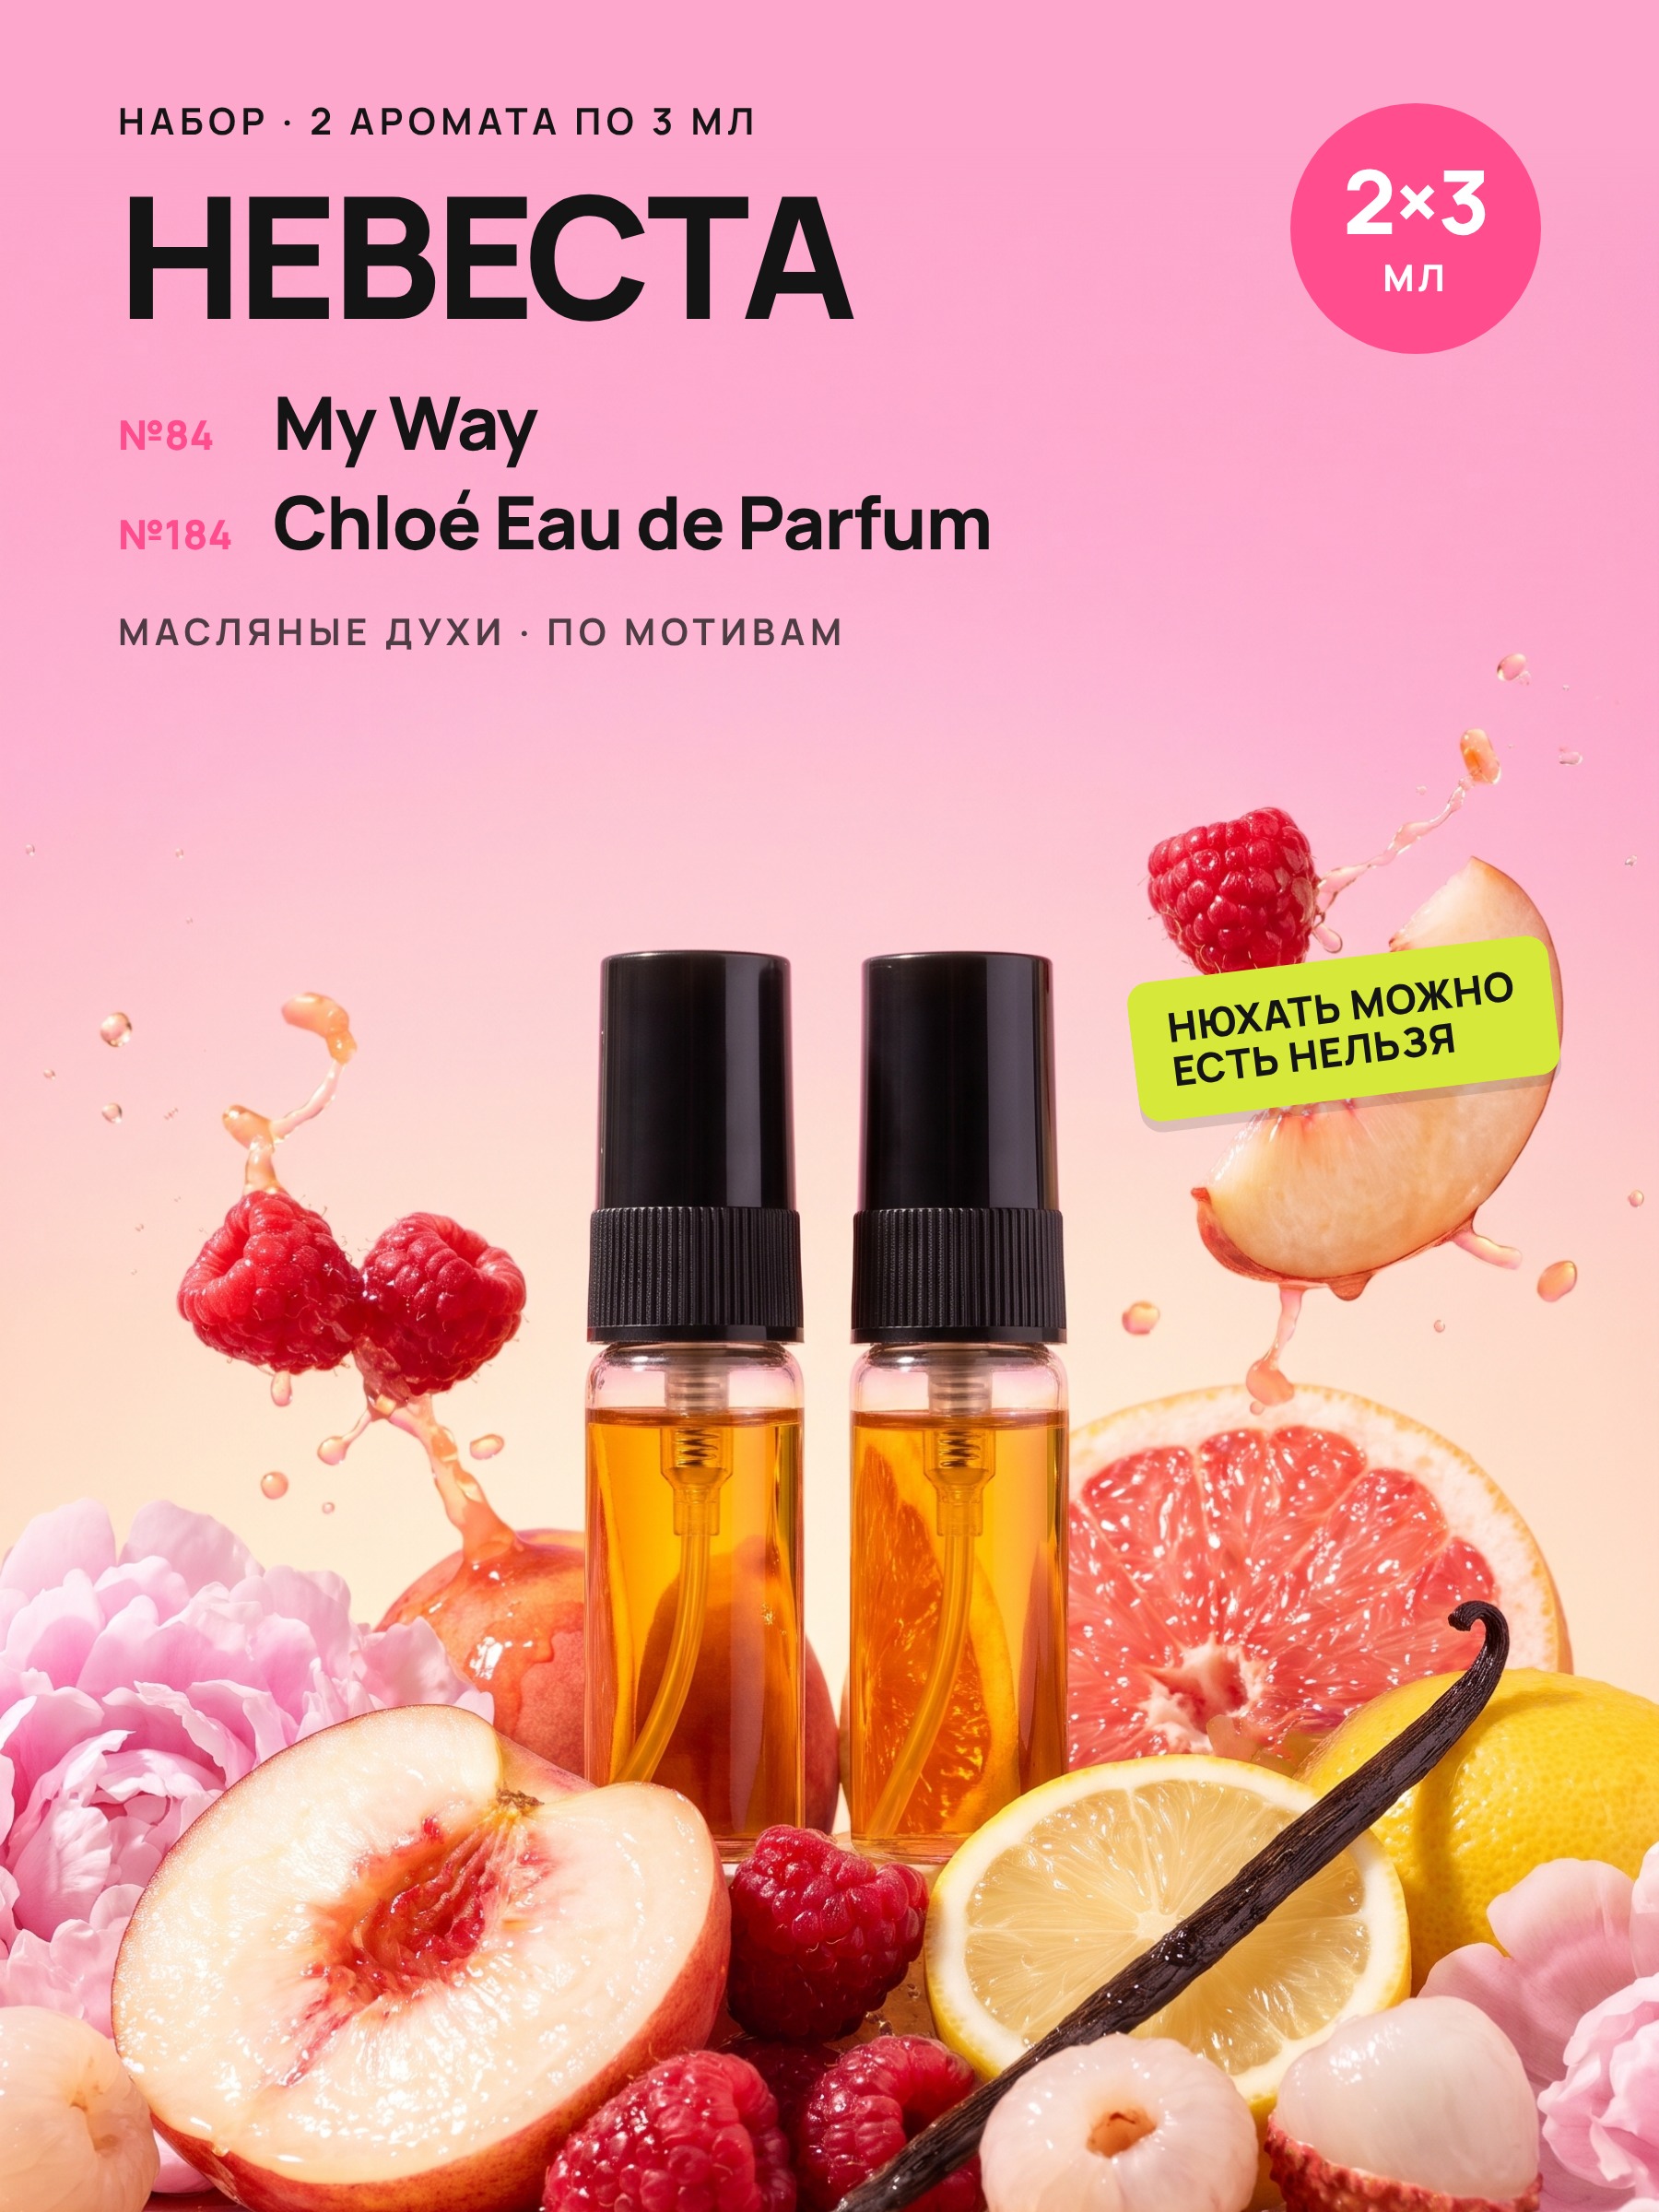 НАБОР · 2 АРОМАТА ПО 3 МЛ
НЕВЕСТА
2×3
МЛ
№84 My Way
№184 Chloé Eau de Parfum
МАСЛЯНЫЕ ДУХИ · ПО МОТИВАМ
НЮХАТЬ МОЖНО
ЕСТЬ НЕЛЬЗЯ